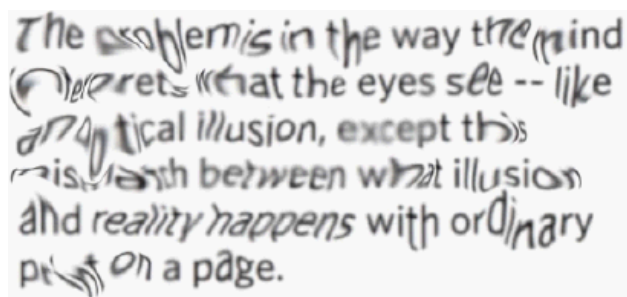 The problem is in the way the mind
interprets what the eyes see -- like
an optical illusion, except this
mismatch between what illusion
and reality happens with ordinary
print on a page.